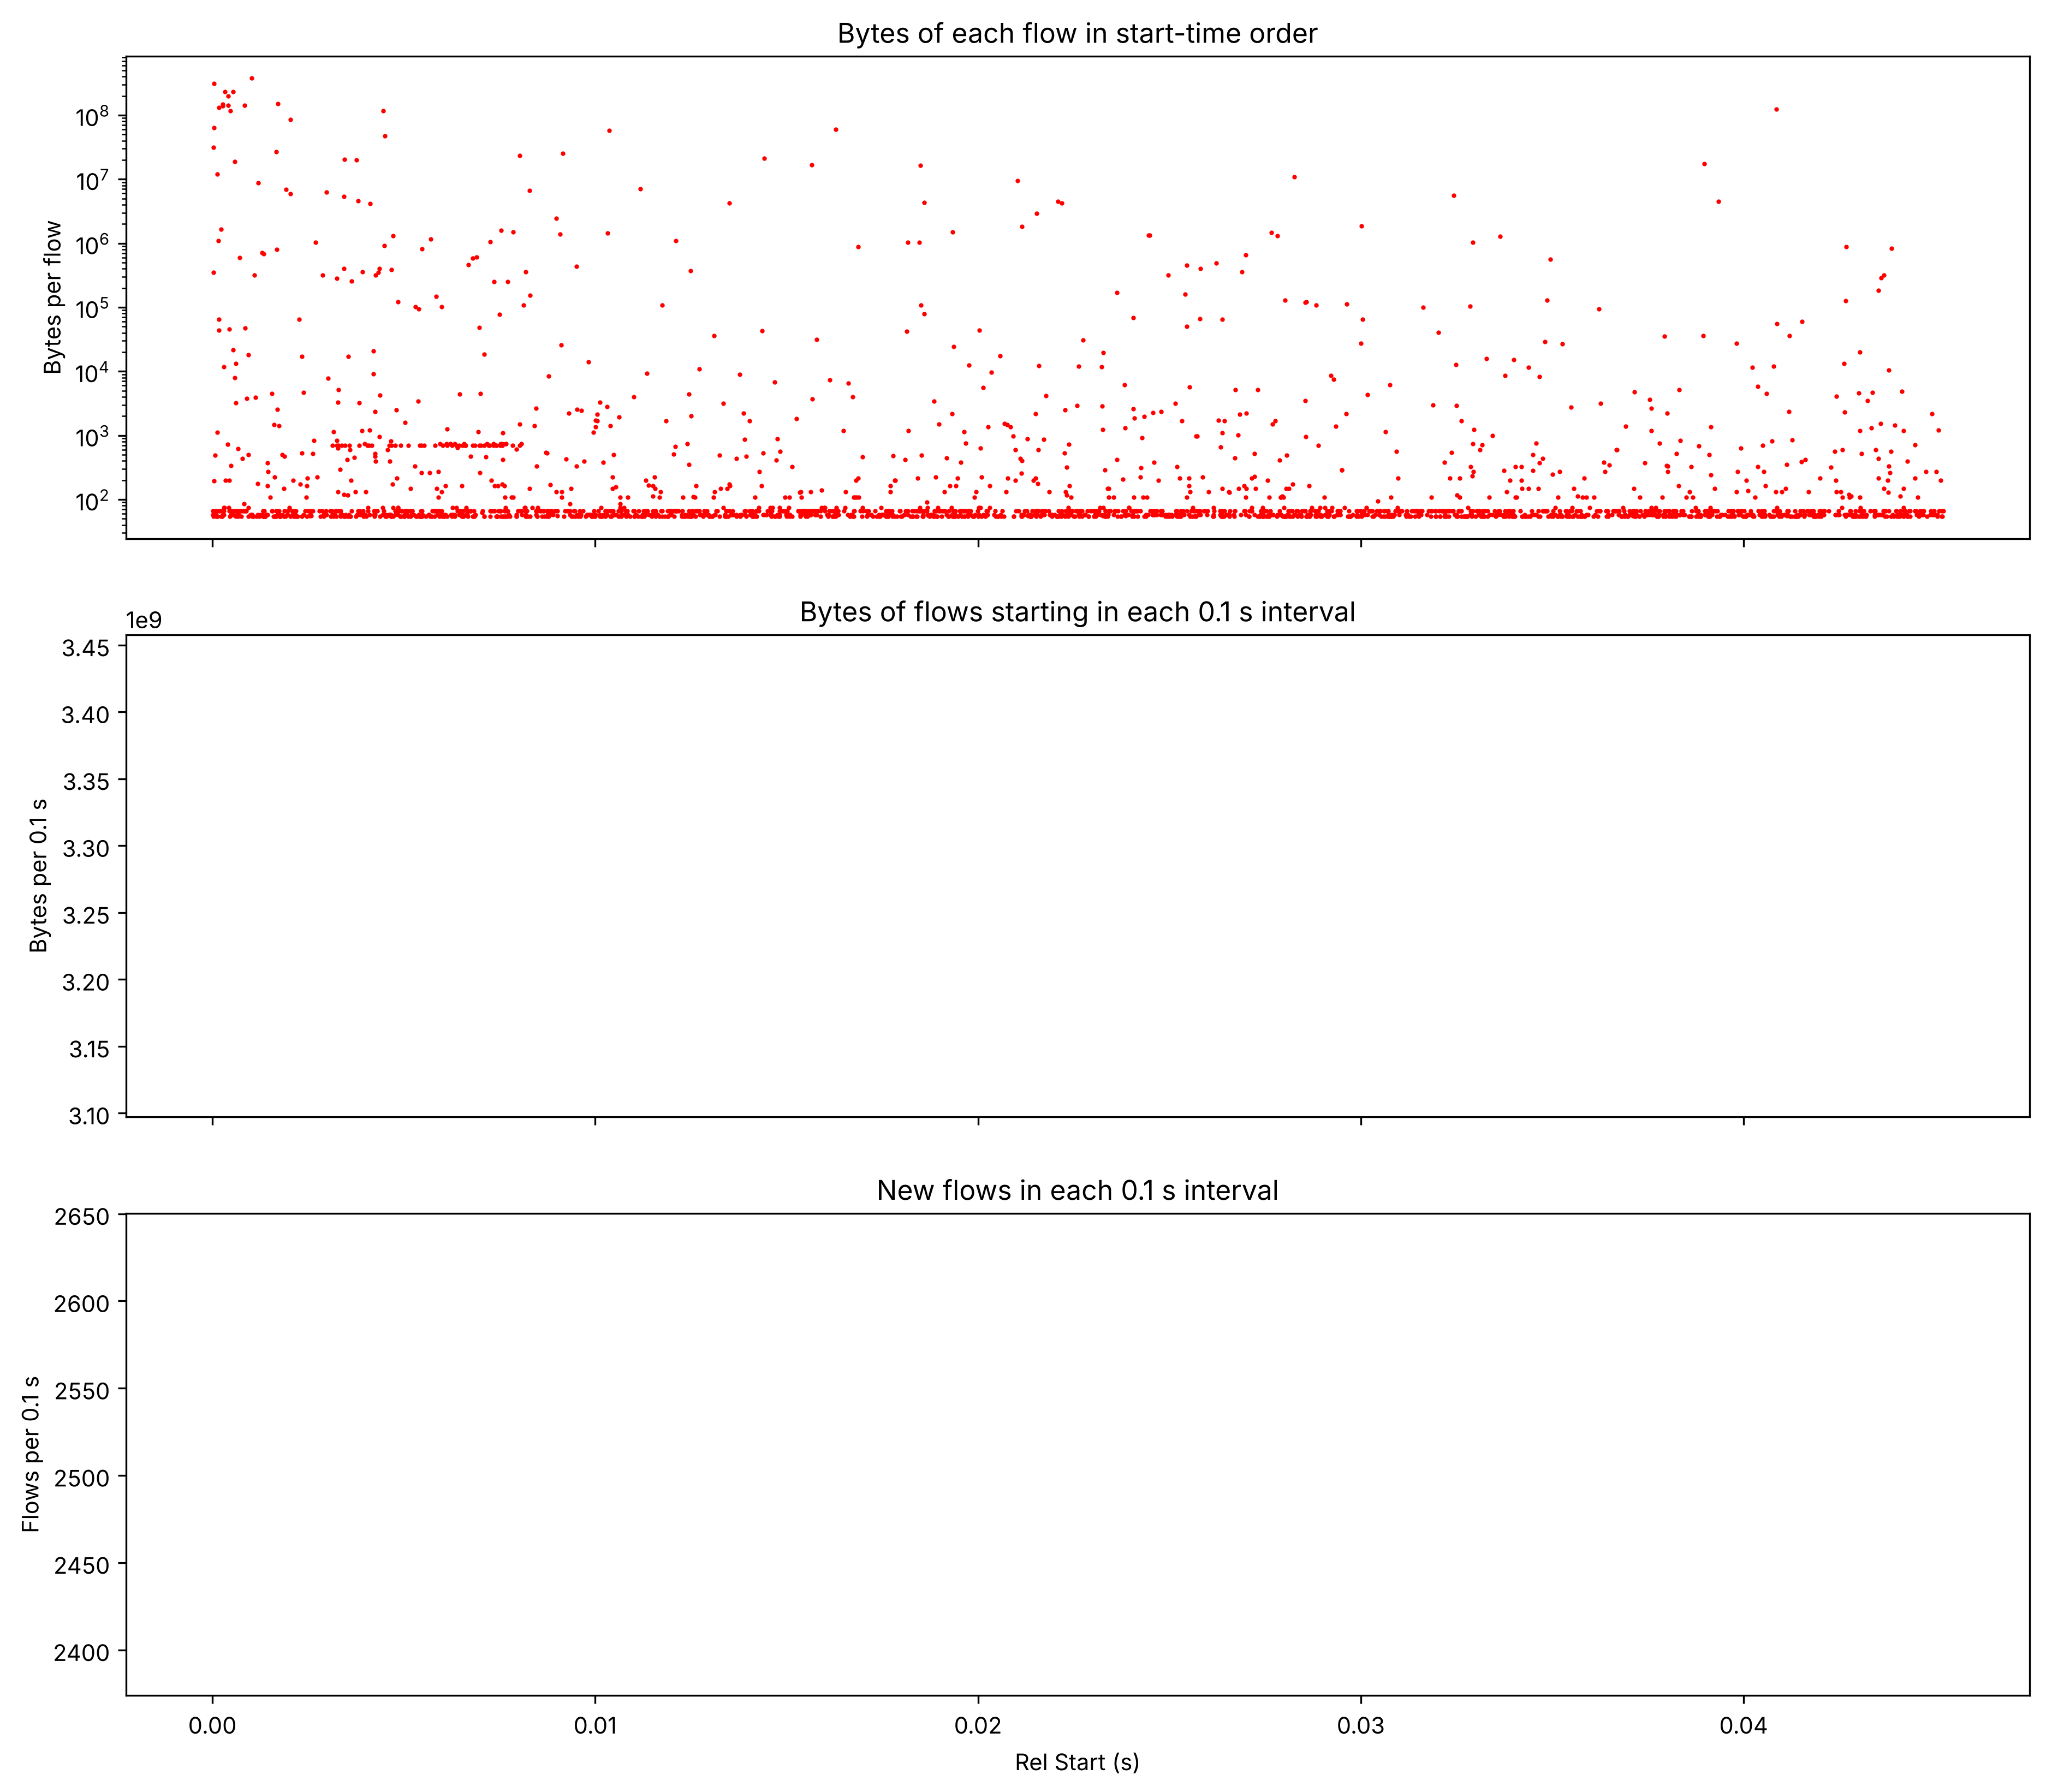 Bytes of each flow in start-time order
Bytes per flow
10^8
10^7
10^6
10^5
10^4
10^3
10^2
Bytes of flows starting in each 0.1 s interval
1e9
Bytes per 0.1 s
3.45
3.40
3.35
3.30
3.25
3.20
3.15
3.10
New flows in each 0.1 s interval
Flows per 0.1 s
2650
2600
2550
2500
2450
2400
0.00 0.01 0.02 0.03 0.04
Rel Start (s)